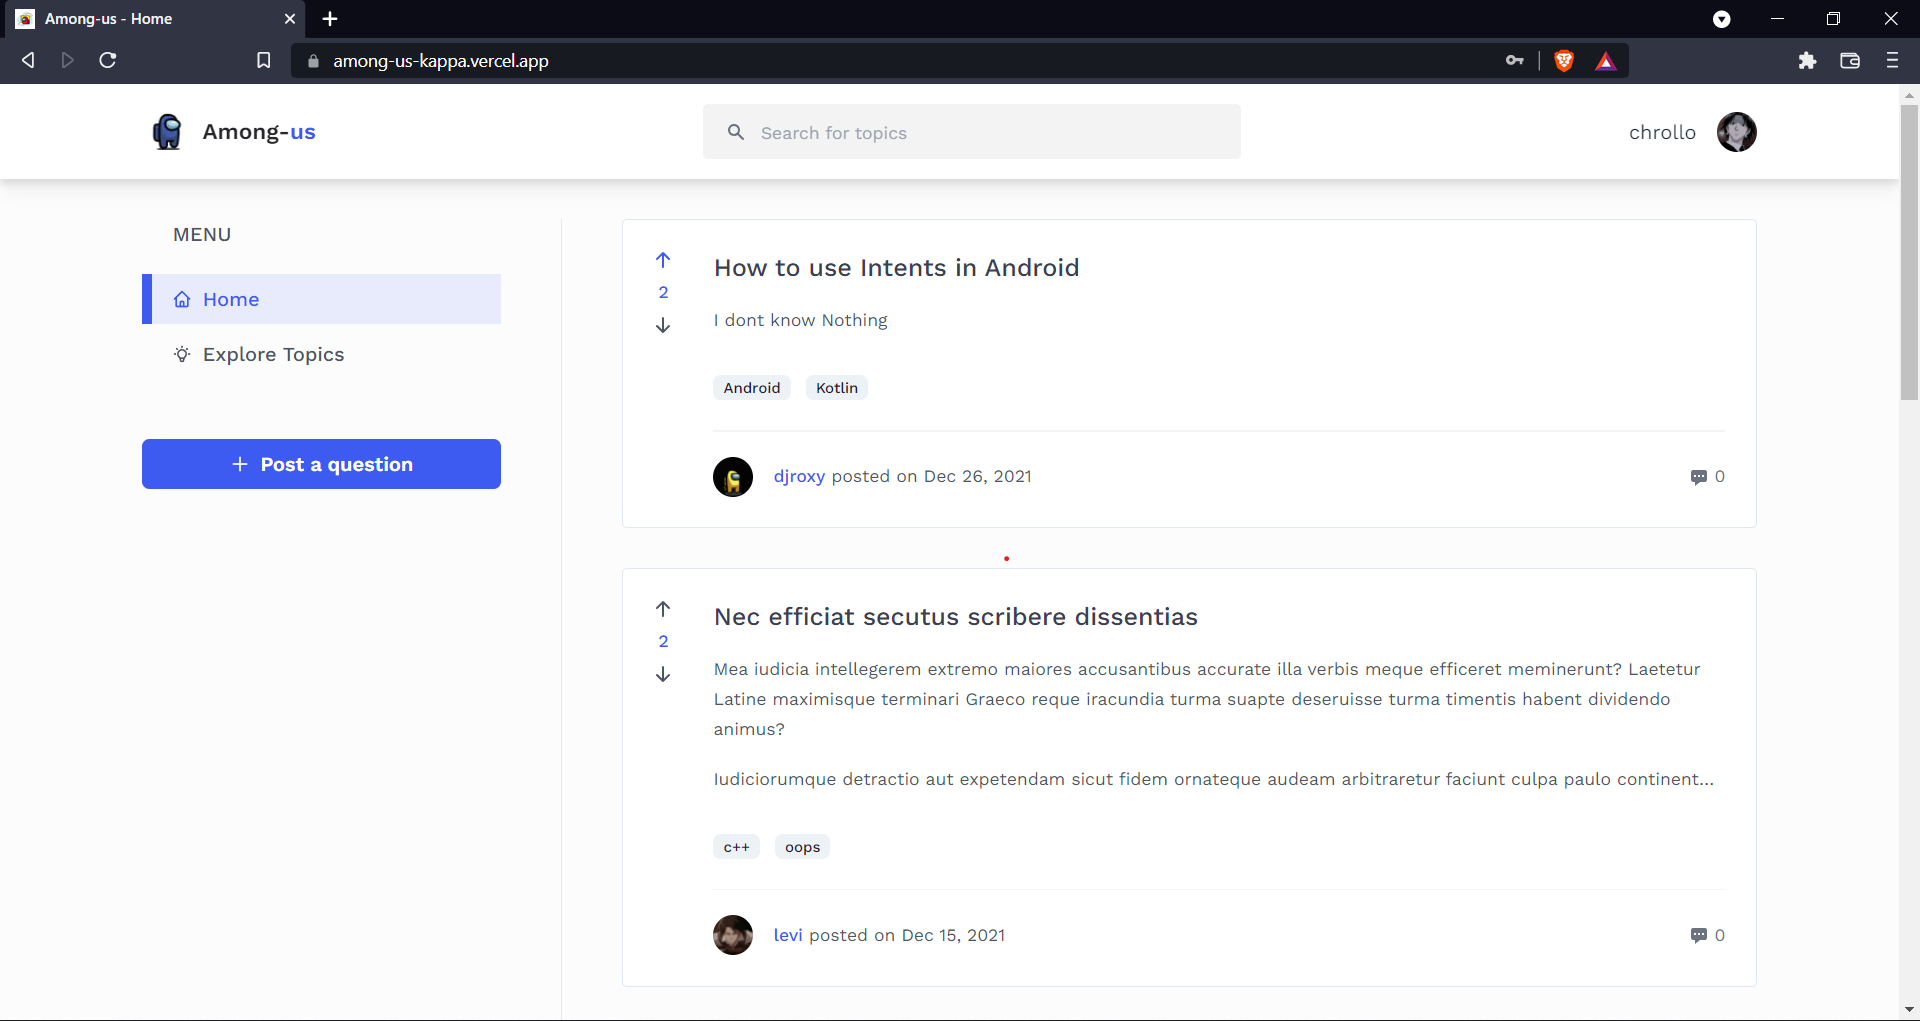 Among-us - Home
among-us-kappa.vercel.app
Among-us
Search for topics
chrollo
MENU
Home
Explore Topics
Post a question
2
How to use Intents in Android
I dont know Nothing
Android Kotlin
djroxy posted on Dec 26, 2021
0
2
Nec efficiat secutus scribere dissentias
Mea iudicia intellegerem extremo maiores accusantibus accurate illa verbis meque efficeret meminerunt? Laetetur
Latine maximisque terminari Graeco reque iracundia turma suapte deseruisse turma timentis habent dividendo
animus?
Iudiciorumque detractio aut expetendam sicut fidem ornateque audeam arbitraretur faciunt culpa paulo continent...
c++ oops
levi posted on Dec 15, 2021
0